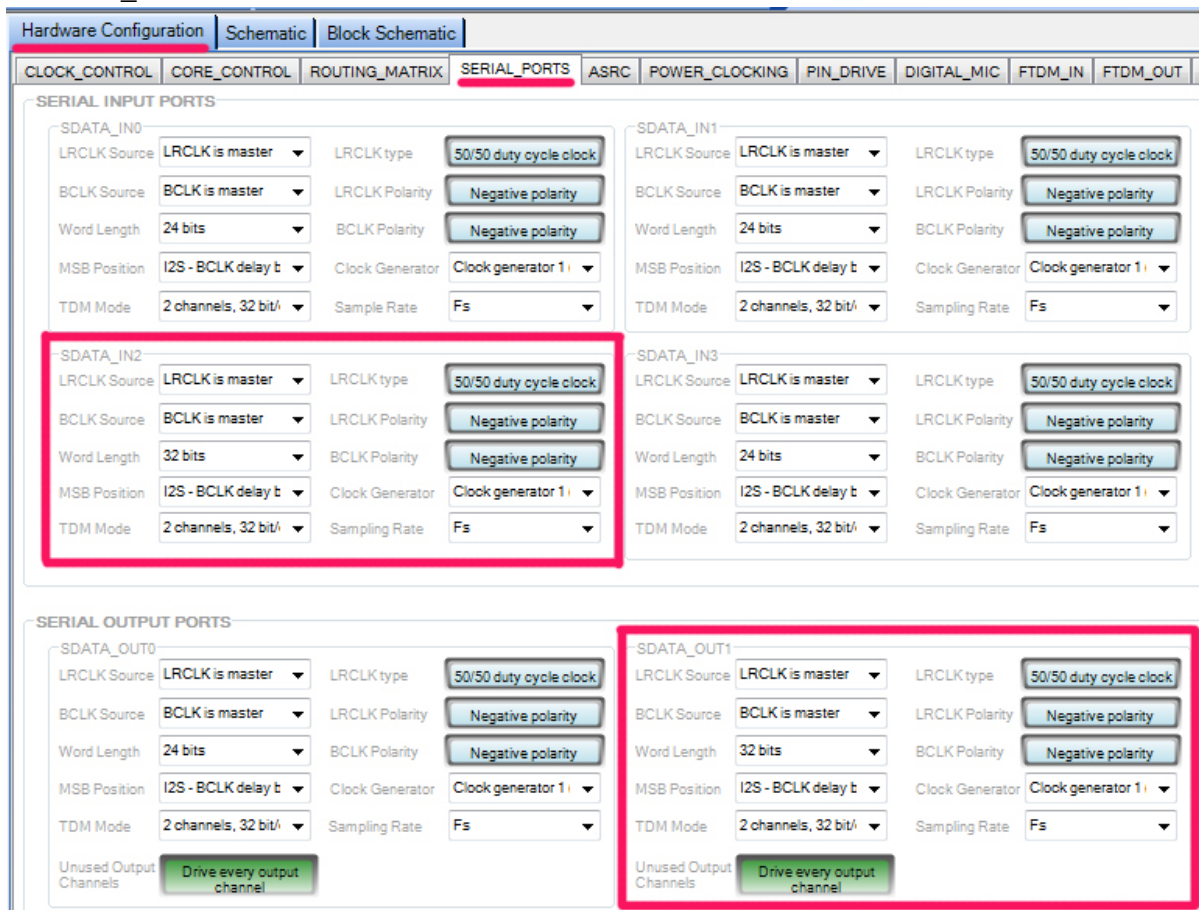 Hardware Configuration Schematic Block Schematic
CLOCK_CONTROL CORE_CONTROL ROUTING_MATRIX SERIAL_PORTS ASRC POWER_CLOCKING PIN_DRIVE DIGITAL_MIC FTDM_IN FTDM_OUT
SERIAL INPUT PORTS
SDATA_IN0 SDATA_IN1
LRCLK Source LRCLK is master LRCLK type 50/50 duty cycle clock LRCLK Source LRCLK is master LRCLK type 50/50 duty cycle clock
BCLK Source BCLK is master LRCLK Polarity Negative polarity BCLK Source BCLK is master LRCLK Polarity Negative polarity
Word Length 24 bits BCLK Polarity Negative polarity Word Length 24 bits BCLK Polarity Negative polarity
MSB Position I2S - BCLK delay b Clock Generator Clock generator 1 ( MSB Position I2S - BCLK delay b Clock Generator Clock generator 1 (
TDM Mode 2 channels, 32 bit/ Sample Rate Fs TDM Mode 2 channels, 32 bit/ Sampling Rate Fs
SDATA_IN2 SDATA_IN3
LRCLK Source LRCLK is master LRCLK type 50/50 duty cycle clock LRCLK Source LRCLK is master LRCLK type 50/50 duty cycle clock
BCLK Source BCLK is master LRCLK Polarity Negative polarity BCLK Source BCLK is master LRCLK Polarity Negative polarity
Word Length 32 bits BCLK Polarity Negative polarity Word Length 24 bits BCLK Polarity Negative polarity
MSB Position I2S - BCLK delay b Clock Generator Clock generator 1 ( MSB Position I2S - BCLK delay b Clock Generator Clock generator 1 (
TDM Mode 2 channels, 32 bit/ Sampling Rate Fs TDM Mode 2 channels, 32 bit/ Sampling Rate Fs
SERIAL OUTPUT PORTS
SDATA_OUT0 SDATA_OUT1
LRCLK Source LRCLK is master LRCLK type 50/50 duty cycle clock LRCLK Source LRCLK is master LRCLK type 50/50 duty cycle clock
BCLK Source BCLK is master LRCLK Polarity Negative polarity BCLK Source BCLK is master LRCLK Polarity Negative polarity
Word Length 24 bits BCLK Polarity Negative polarity Word Length 32 bits BCLK Polarity Negative polarity
MSB Position I2S - BCLK delay b Clock Generator Clock generator 1 ( MSB Position I2S - BCLK delay b Clock Generator Clock generator 1 (
TDM Mode 2 channels, 32 bit/ Sampling Rate Fs TDM Mode 2 channels, 32 bit/ Sampling Rate Fs
Unused Output Channels Drive every output channel Unused Output Channels Drive every output channel